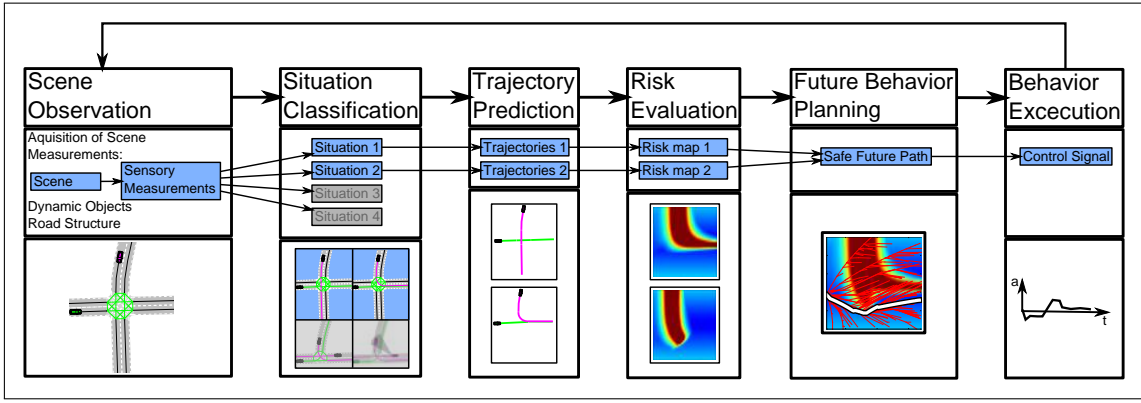 Scene
Observation
Situation
Classification
Trajectory
Prediction
Risk
Evaluation
Future Behavior
Planning
Behavior
Excecution
Aquisition of Scene
Measurements:
Scene
Sensory
Measurements
Dynamic Objects
Road Structure
Situation 1
Situation 2
Situation 3
Situation 4
Trajectories 1
Trajectories 2
Risk map 1
Risk map 2
Safe Future Path
Control Signal
a
t